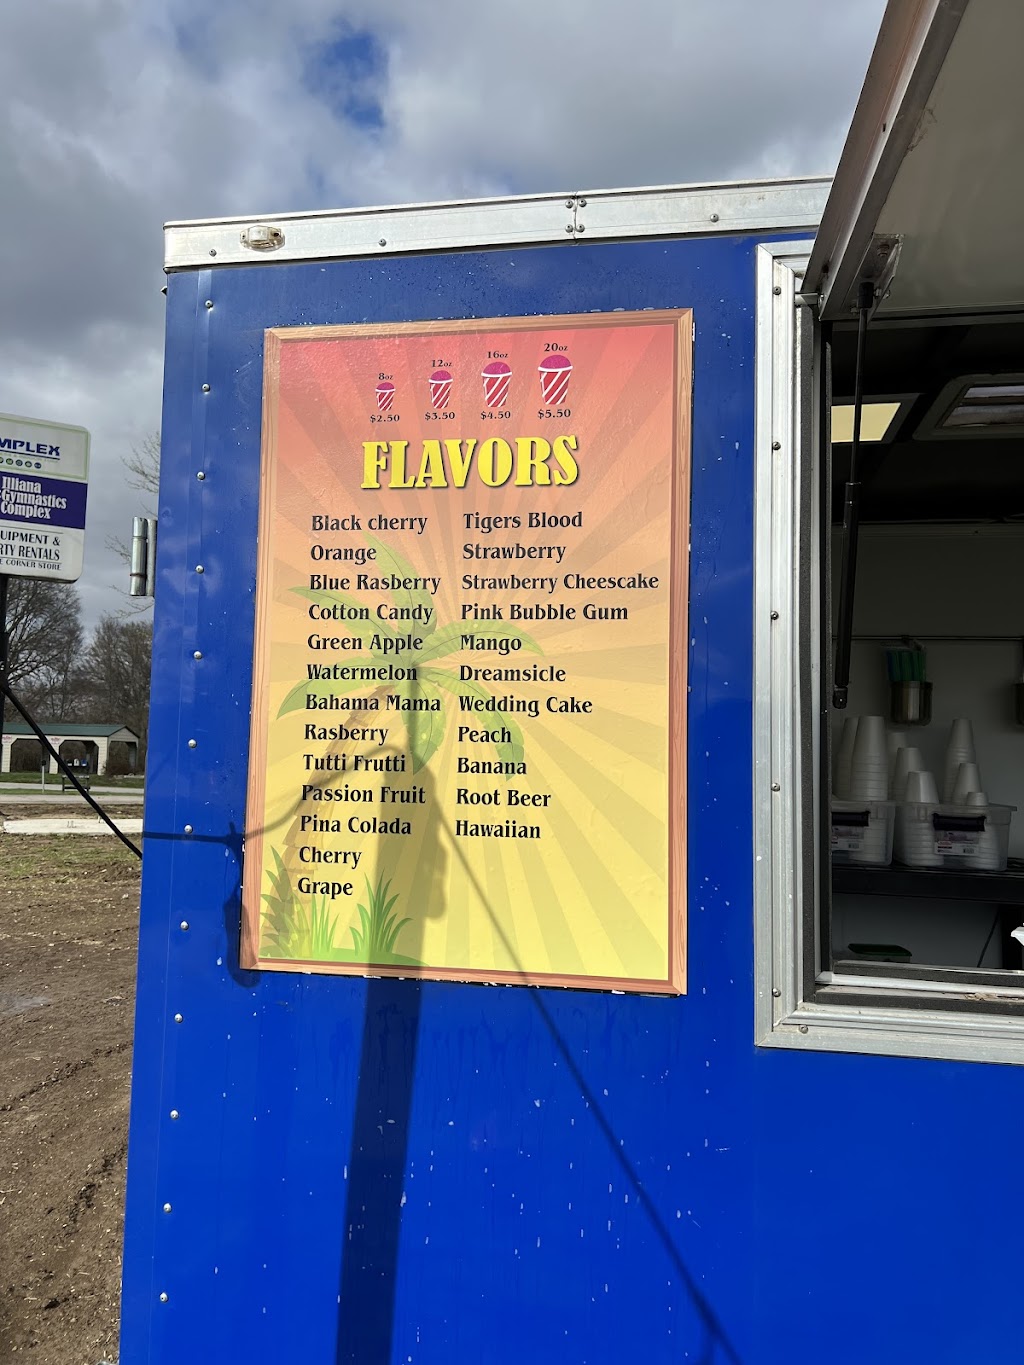 8oz 12oz 16oz 20oz
$2.50 $3.50 $4.50 $5.50
FLAVORS
Black cherry
Orange
Blue Rasberry
Cotton Candy
Green Apple
Watermelon
Bahama Mama
Rasberry
Tutti Frutti
Passion Fruit
Pina Colada
Cherry
Grape
Tigers Blood
Strawberry
Strawberry Cheescake
Pink Bubble Gum
Mango
Dreamsicle
Wedding Cake
Peach
Banana
Root Beer
Hawaiian
MPLEX
Illiana
Gymnastics
Complex
UIPMENT &
RTY RENTALS
CORNER STORE